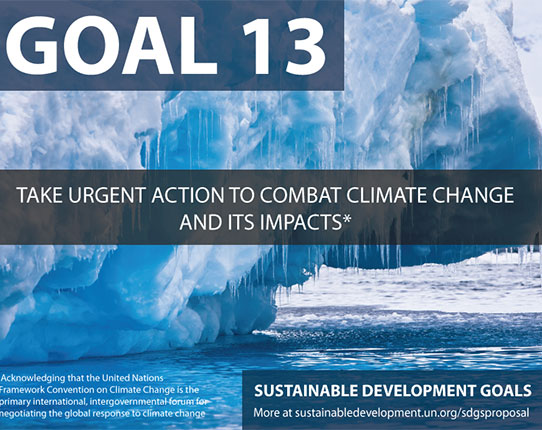 GOAL 13
TAKE URGENT ACTION TO COMBAT CLIMATE CHANGE
AND ITS IMPACTS*
Acknowledging that the United Nations
Framework Convention on Climate Change is the
primary international, intergovernmental forum for
negotiating the global response to climate change
SUSTAINABLE DEVELOPMENT GOALS
More at sustainabledevelopment.un.org/sdgsproposal